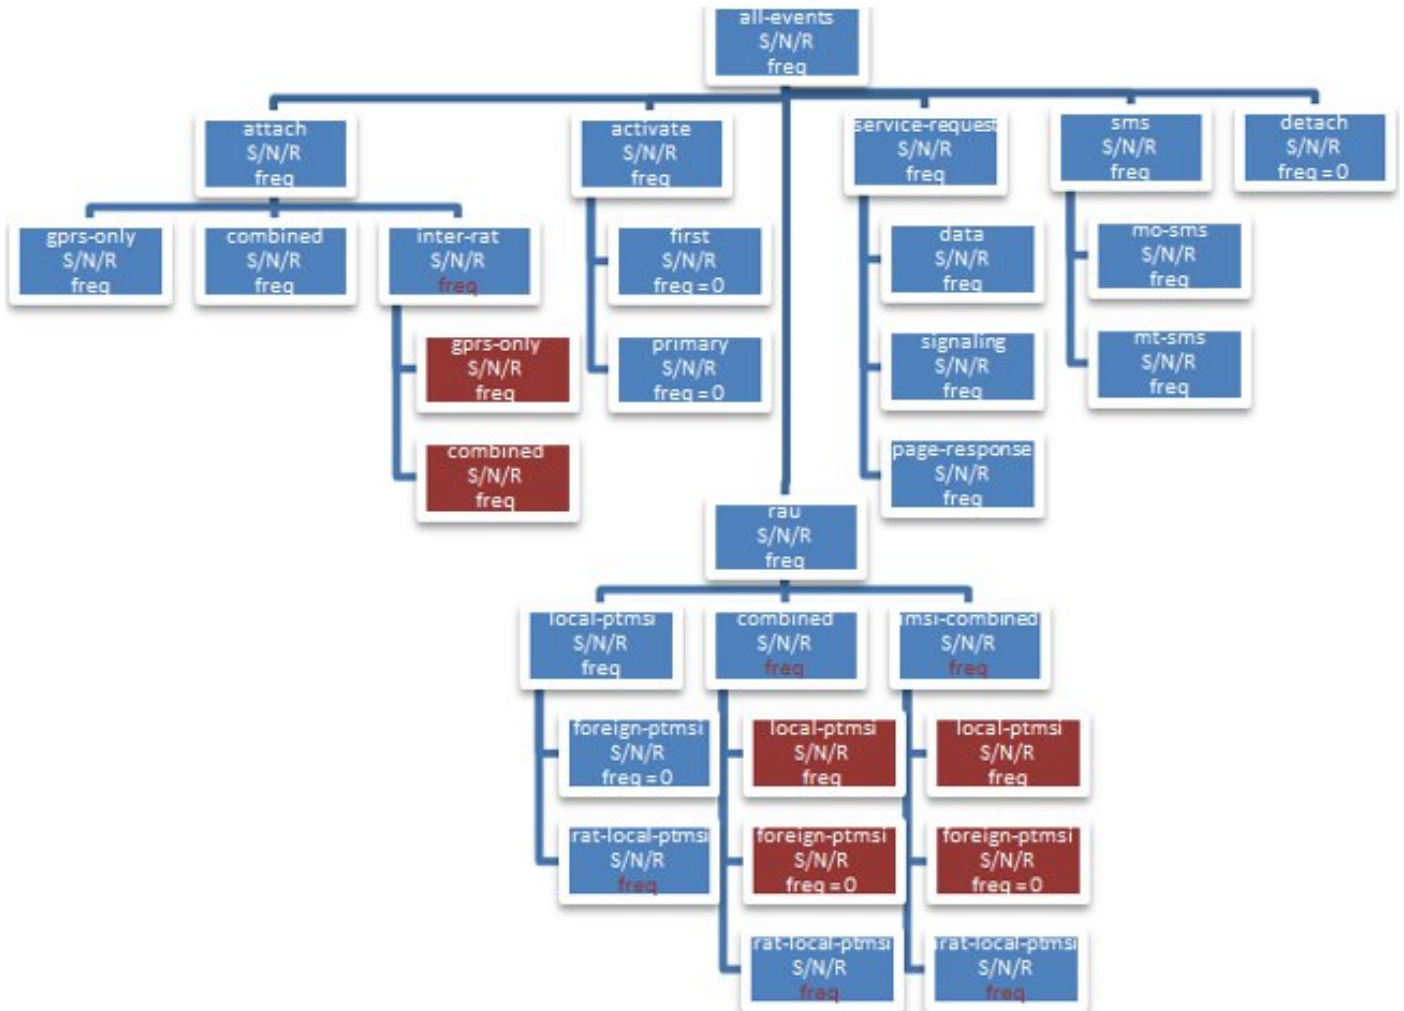 all-events
S/N/R
freq
attach
S/N/R
freq
activate
S/N/R
freq
service-request
S/N/R
freq
sms
S/N/R
freq
detach
S/N/R
freq = 0
gprs-only
S/N/R
freq
combined
S/N/R
freq
inter-rat
S/N/R
freq
gprs-only
S/N/R
freq
combined
S/N/R
freq
first
S/N/R
freq = 0
primary
S/N/R
freq = 0
data
S/N/R
freq
signaling
S/N/R
freq
page-response
S/N/R
freq
mo-sms
S/N/R
freq
mt-sms
S/N/R
freq
rau
S/N/R
freq
local-ptmsi
S/N/R
freq
foreign-ptmsi
S/N/R
freq = 0
rat-local-ptmsi
S/N/R
freq
combined
S/N/R
freq
local-ptmsi
S/N/R
freq
foreign-ptmsi
S/N/R
freq = 0
irat-local-ptmsi
S/N/R
freq
imsi-combined
S/N/R
freq
local-ptmsi
S/N/R
freq
foreign-ptmsi
S/N/R
freq = 0
irat-local-ptmsi
S/N/R
freq